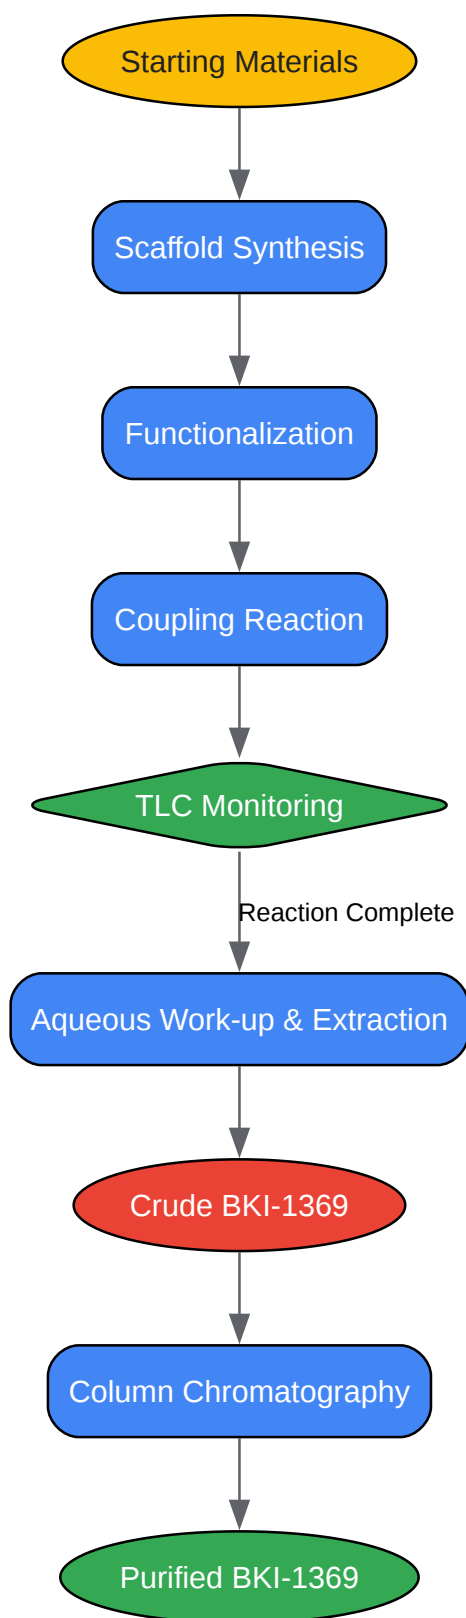 Starting Materials
Scaffold Synthesis
Functionalization
Coupling Reaction
TLC Monitoring
Reaction Complete
Aqueous Work-up & Extraction
Crude BKI-1369
Column Chromatography
Purified BKI-1369